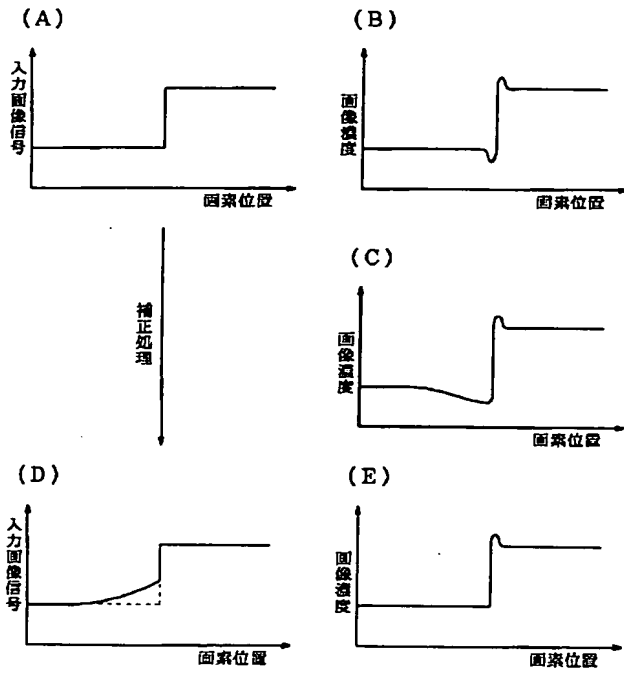 (A)
入力画像信号
画素位置
(B)
画像濃度
画素位置
補正処理
(C)
画像濃度
画素位置
(D)
入力画像信号
画素位置
(E)
画像濃度
画素位置